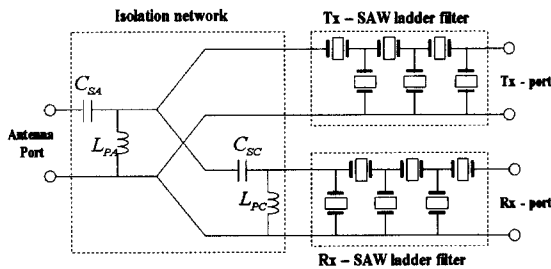 Isolation network
Tx – SAW ladder filter
C_SA
Antenna
Port
L_PA
C_SC
L_PC
Tx - port
Rx - port
Rx – SAW ladder filter